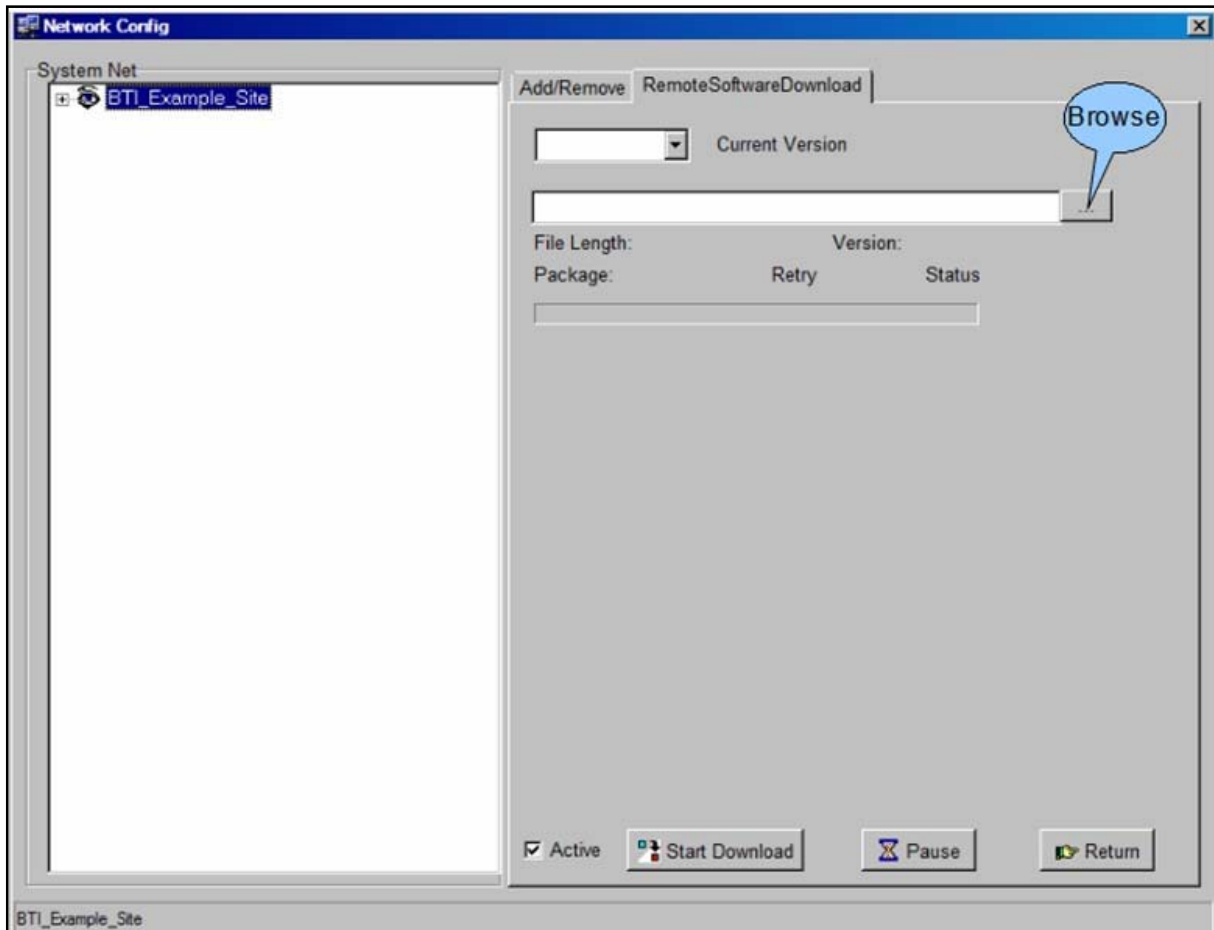 Network Config
System Net
BTI_Example_Site
Add/Remove
RemoteSoftwareDownload
Browse
Current Version
...
File Length:
Version:
Package:
Retry
Status
Active
Start Download
Pause
Return
BTI_Example_Site